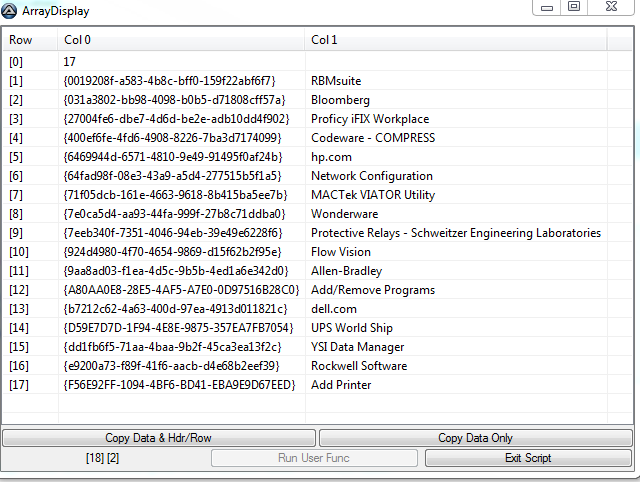 ArrayDisplay
Row Col 0 Col 1
[0] 17
[1] {0019208f-a583-4b8c-bff0-159f22abf6f7} RBMsuite
[2] {031a3802-bb98-4098-b0b5-d71808cff57a} Bloomberg
[3] {27004fe6-dbe7-4d6d-be2e-adb10dd4f902} Proficy iFIX Workplace
[4] {400ef6fe-4fd6-4908-8226-7ba3d7174099} Codeware - COMPRESS
[5] {6469944d-6571-4810-9e49-91495f0af24b} hp.com
[6] {64fad98f-08e3-43a9-a5d4-277515b5f1a5} Network Configuration
[7] {71f05dcb-161e-4663-9618-8b415ba5ee7b} MACTek VIATOR Utility
[8] {7e0ca5d4-aa93-44fa-999f-27b8c71ddba0} Wonderware
[9] {7eeb340f-7351-4046-94eb-39e49e6228f6} Protective Relays - Schweitzer Engineering Laboratories
[10] {924d4980-4f70-4654-9869-d15f62b2f95e} Flow Vision
[11] {9aa8ad03-f1ea-4d5c-9b5b-4ed1a6e342d0} Allen-Bradley
[12] {A80AA0E8-28E5-4AF5-A7E0-0D97516B28C0} Add/Remove Programs
[13] {b7212c62-4a63-400d-97ea-4913d011821c} dell.com
[14] {D59E7D7D-1F94-4E8E-9875-357EA7FB7054} UPS World Ship
[15] {dd1fb6f5-71aa-4baa-9b2f-45ca3ea13f2c} YSI Data Manager
[16] {e9200a73-f89f-41f6-aacb-d4e68b2eef39} Rockwell Software
[17] {F56E92FF-1094-4BF6-BD41-EBA9E9D67EED} Add Printer
Copy Data & Hdr/Row Copy Data Only
[18] [2] Run User Func Exit Script